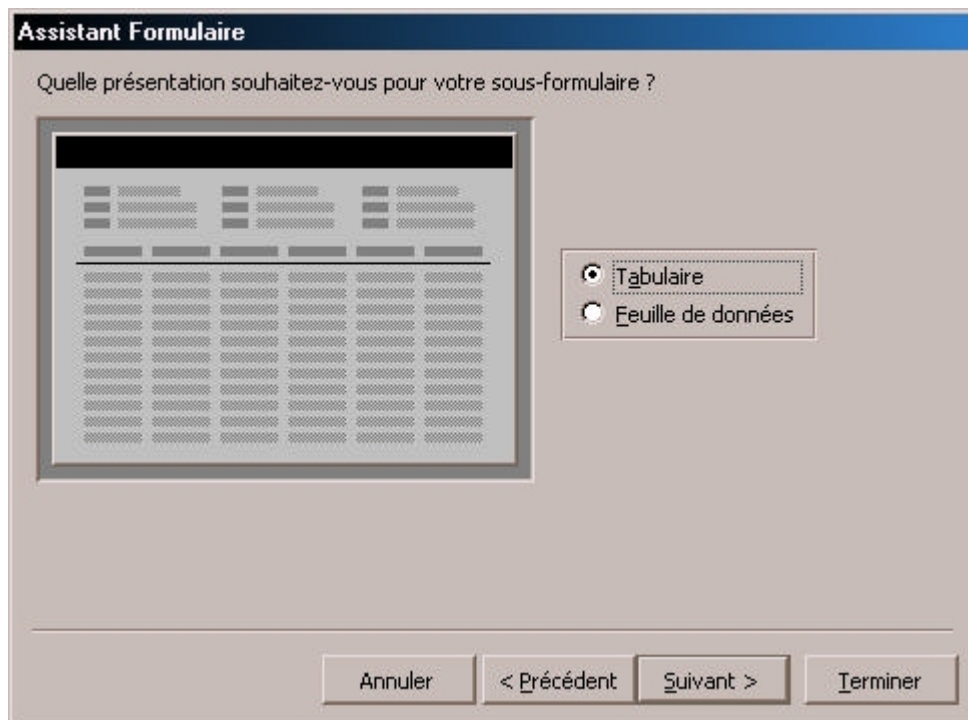 Assistant Formulaire
Quelle présentation souhaitez-vous pour votre sous-formulaire ?
Tabulaire
Feuille de données
Annuler
< Précédent
Suivant >
Terminer